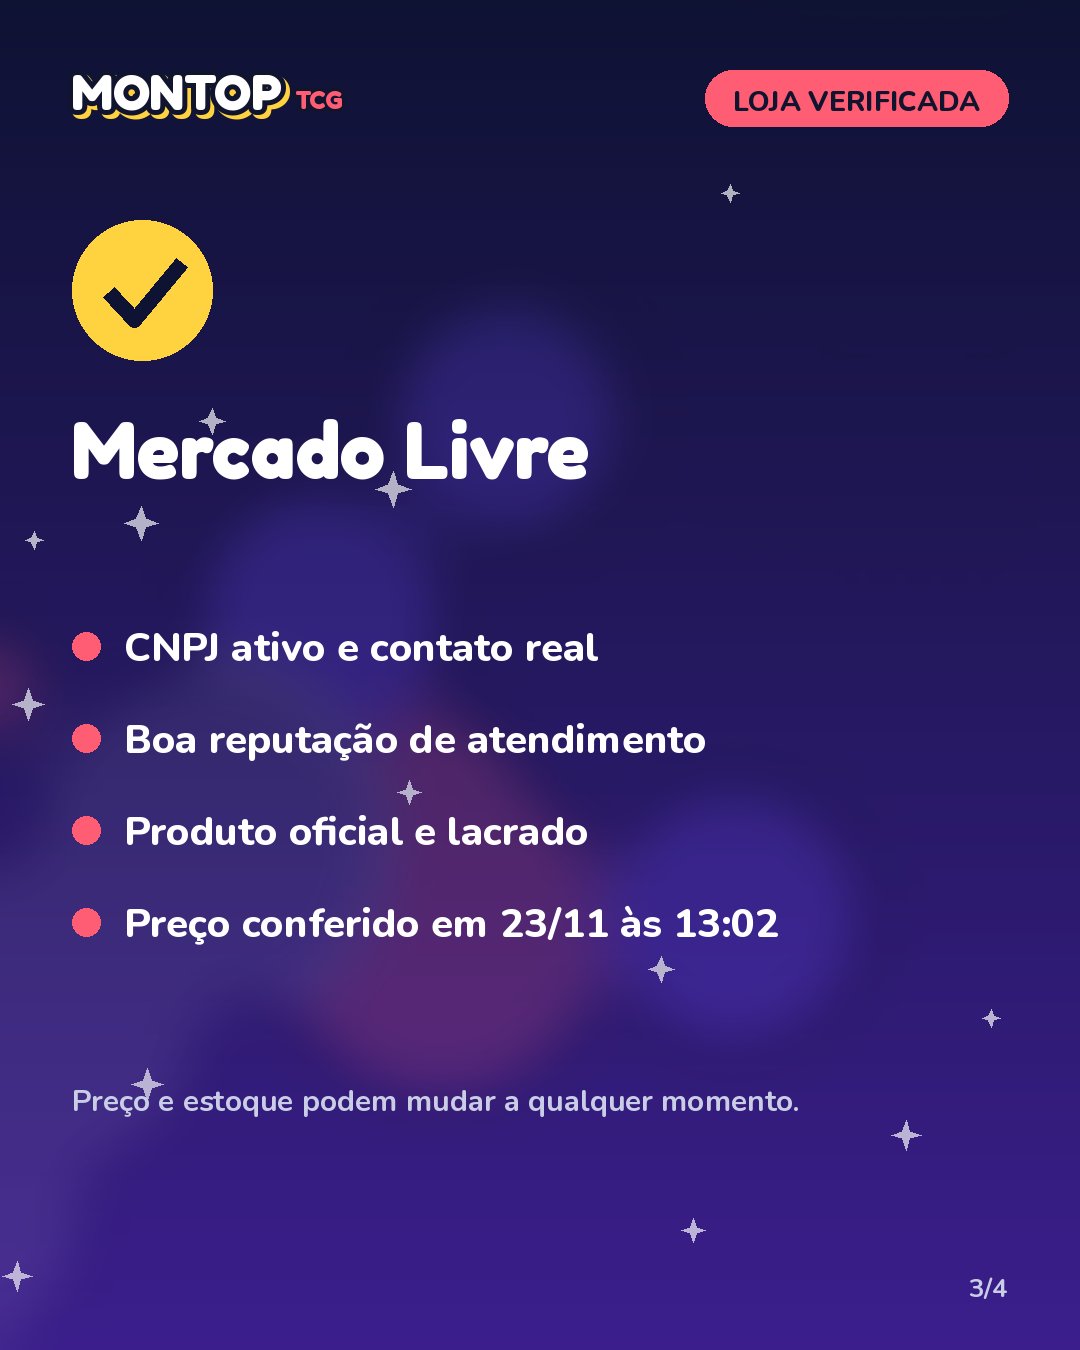 MONTOP TCG
LOJA VERIFICADA
Mercado Livre
CNPJ ativo e contato real
Boa reputação de atendimento
Produto oficial e lacrado
Preço conferido em 23/11 às 13:02
Preço e estoque podem mudar a qualquer momento.
3/4